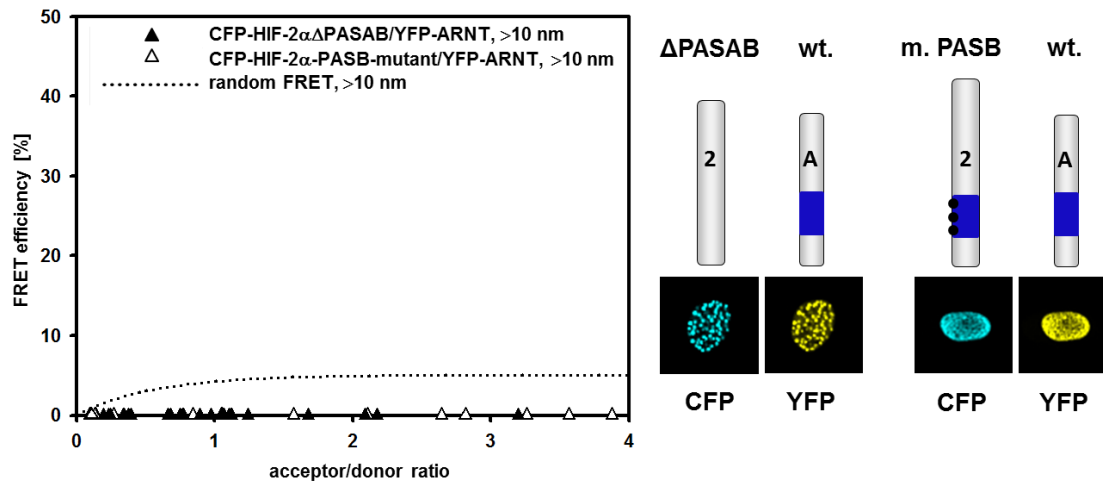 50
40
30
20
10
0
FRET efficiency [%]
CFP-HIF-2αΔPASAB/YFP-ARNT, >10 nm
CFP-HIF-2α-PASB-mutant/YFP-ARNT, >10 nm
random FRET, >10 nm
0 1 2 3 4
acceptor/donor ratio
ΔPASAB wt. m. PASB wt.
2 A 2 A
CFP YFP CFP YFP